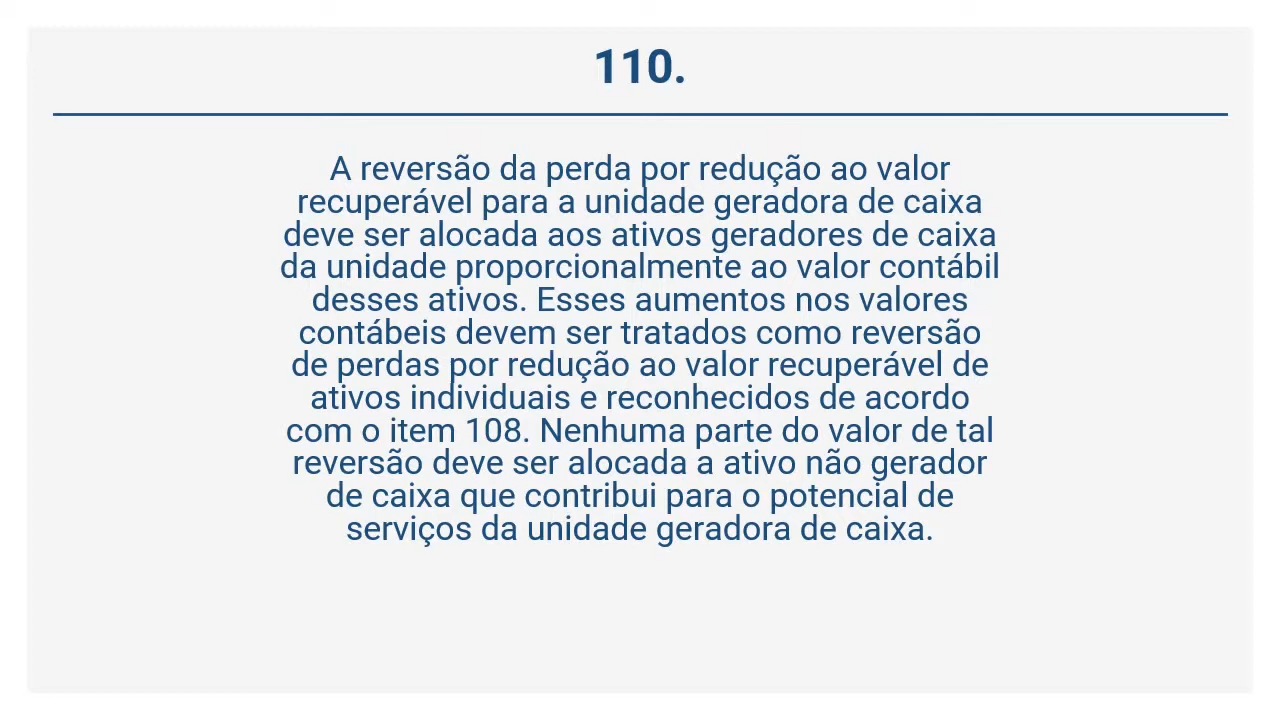 110.
A reversão da perda por redução ao valor
recuperável para a unidade geradora de caixa
deve ser alocada aos ativos geradores de caixa
da unidade proporcionalmente ao valor contábil
desses ativos. Esses aumentos nos valores
contábeis devem ser tratados como reversão
de perdas por redução ao valor recuperável de
ativos individuais e reconhecidos de acordo
com o item 108. Nenhuma parte do valor de tal
reversão deve ser alocada a ativo não gerador
de caixa que contribui para o potencial de
serviços da unidade geradora de caixa.